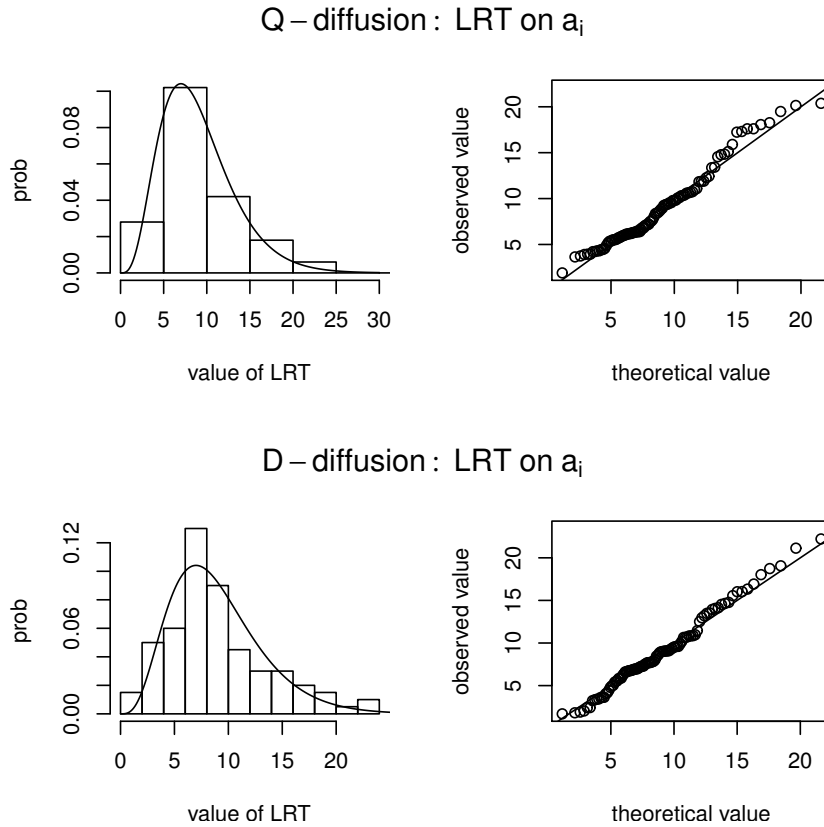 Q − diffusion : LRT on aᵢ
prob
0.00 0.04 0.08
0 5 10 15 20 25 30
value of LRT
observed value
5 10 15 20
5 10 15 20
theoretical value
D − diffusion : LRT on aᵢ
prob
0.00 0.06 0.12
0 5 10 15 20
value of LRT
observed value
5 10 15 20
5 10 15 20
theoretical value